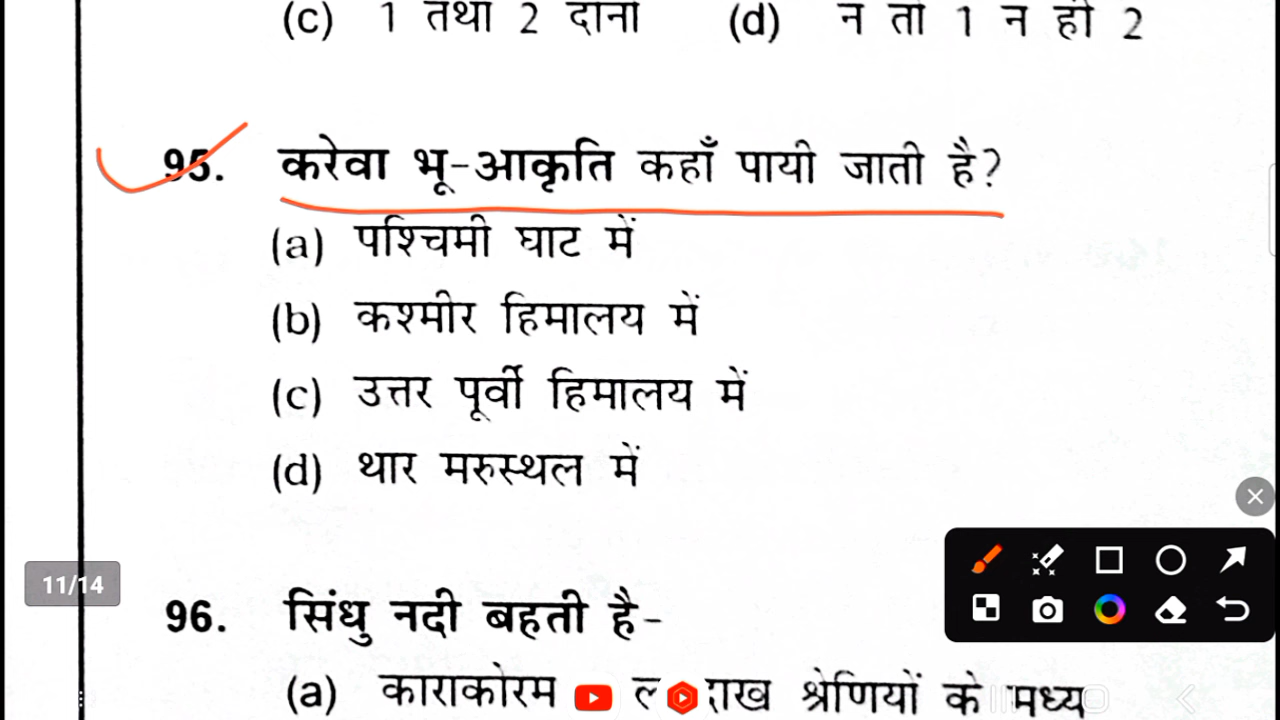 (c) 1 तथा 2 दोनों (d) न तो 1 न ही 2
95. करेवा भू-आकृति कहाँ पायी जाती है?
(a) पश्चिमी घाट में
(b) कश्मीर हिमालय में
(c) उत्तर पूर्वी हिमालय में
(d) थार मरुस्थल में
11/14
96. सिंधु नदी बहती है-
(a) काराकोरम श्रेणियों के मध्य